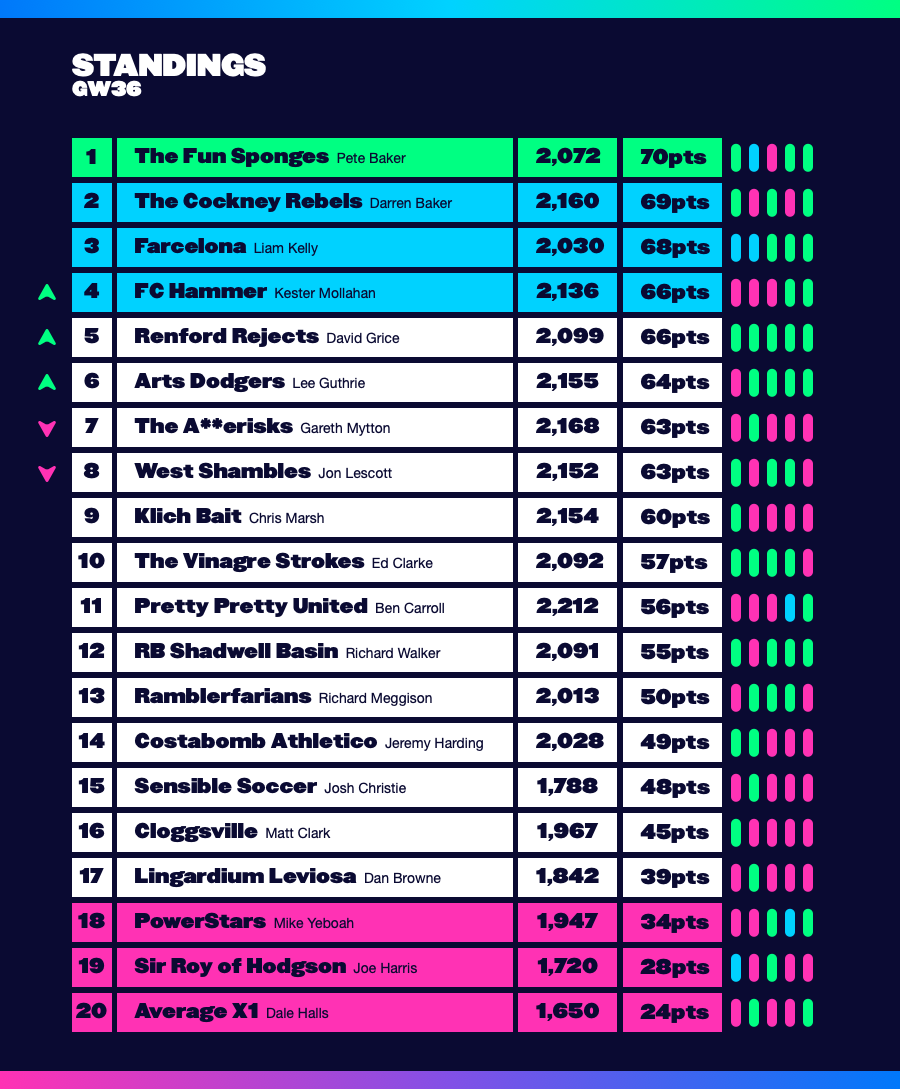 STANDINGS
GW36
1 The Fun Sponges Pete Baker 2,072 70pts
2 The Cockney Rebels Darren Baker 2,160 69pts
3 Farcelona Liam Kelly 2,030 68pts
4 FC Hammer Kester Mollahan 2,136 66pts
5 Renford Rejects David Grice 2,099 66pts
6 Arts Dodgers Lee Guthrie 2,155 64pts
7 The A**erisks Gareth Mytton 2,168 63pts
8 West Shambles Jon Lescott 2,152 63pts
9 Klich Bait Chris Marsh 2,154 60pts
10 The Vinagre Strokes Ed Clarke 2,092 57pts
11 Pretty Pretty United Ben Carroll 2,212 56pts
12 RB Shadwell Basin Richard Walker 2,091 55pts
13 Ramblerfarians Richard Meggison 2,013 50pts
14 Costabomb Athletico Jeremy Harding 2,028 49pts
15 Sensible Soccer Josh Christie 1,788 48pts
16 Cloggsville Matt Clark 1,967 45pts
17 Lingardium Leviosa Dan Browne 1,842 39pts
18 PowerStars Mike Yeboah 1,947 34pts
19 Sir Roy of Hodgson Joe Harris 1,720 28pts
20 Average X1 Dale Halls 1,650 24pts